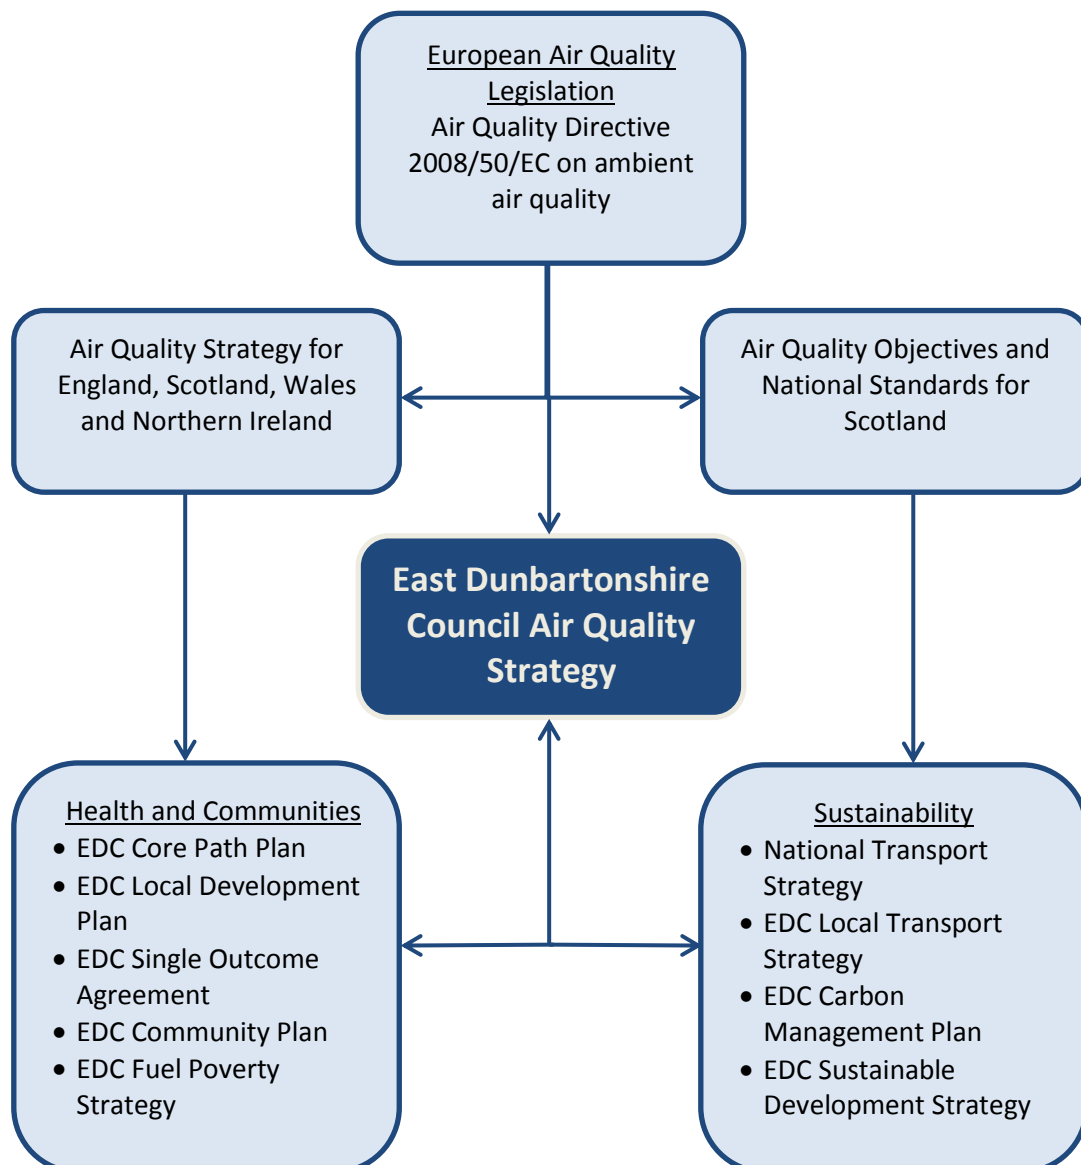 European Air Quality
Legislation
Air Quality Directive
2008/50/EC on ambient
air quality
Air Quality Strategy for
England, Scotland, Wales
and Northern Ireland
Air Quality Objectives and
National Standards for
Scotland
East Dunbartonshire
Council Air Quality
Strategy
Health and Communities
• EDC Core Path Plan
• EDC Local Development
Plan
• EDC Single Outcome
Agreement
• EDC Community Plan
• EDC Fuel Poverty
Strategy
Sustainability
• National Transport
Strategy
• EDC Local Transport
Strategy
• EDC Carbon
Management Plan
• EDC Sustainable
Development Strategy